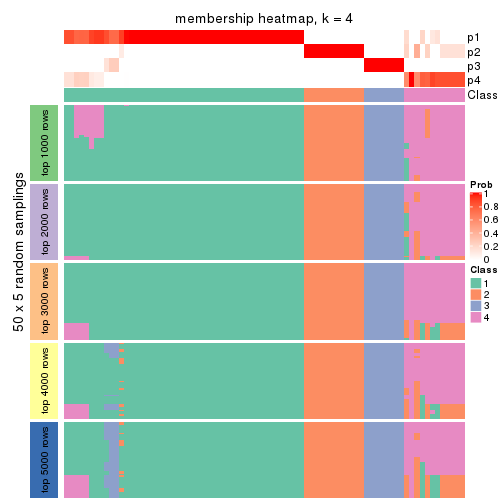 membership heatmap, k = 4
p1
p2
p3
p4
Class
50 x 5 random samplings
top 1000 rows
top 2000 rows
top 3000 rows
top 4000 rows
top 5000 rows
Prob
1
0.8
0.6
0.4
0.2
0
Class
1
2
3
4